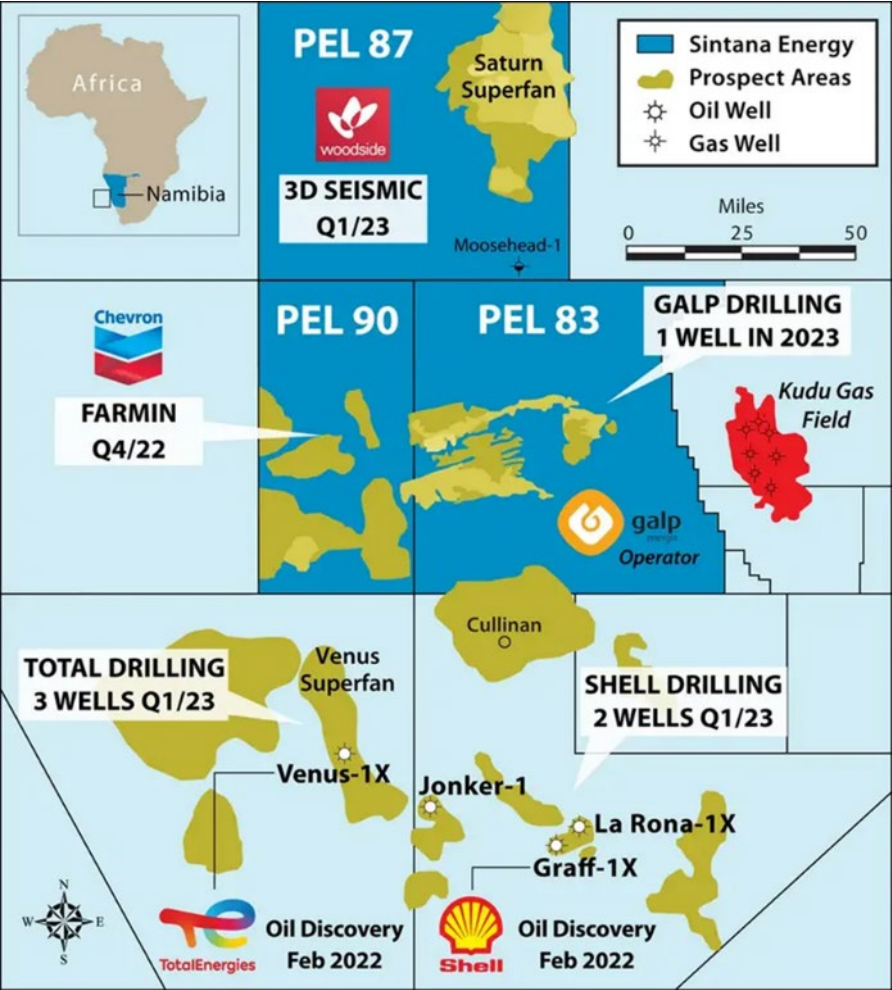 Africa
Namibia
PEL 87
woodside
3D SEISMIC
Q1/23
Saturn
Superfan
Moosehead-1
Sintana Energy
Prospect Areas
Oil Well
Gas Well
Miles
0 25 50
Chevron
FARMIN
Q4/22
PEL 90
PEL 83
GALP DRILLING
1 WELL IN 2023
Kudu Gas
Field
galp
energia
Operator
TOTAL DRILLING
3 WELLS Q1/23
Venus
Superfan
Venus-1X
Cullinan
SHELL DRILLING
2 WELLS Q1/23
Jonker-1
La Rona-1X
Graff-1X
N
W E
S
TotalEnergies
Oil Discovery
Feb 2022
Shell
Oil Discovery
Feb 2022